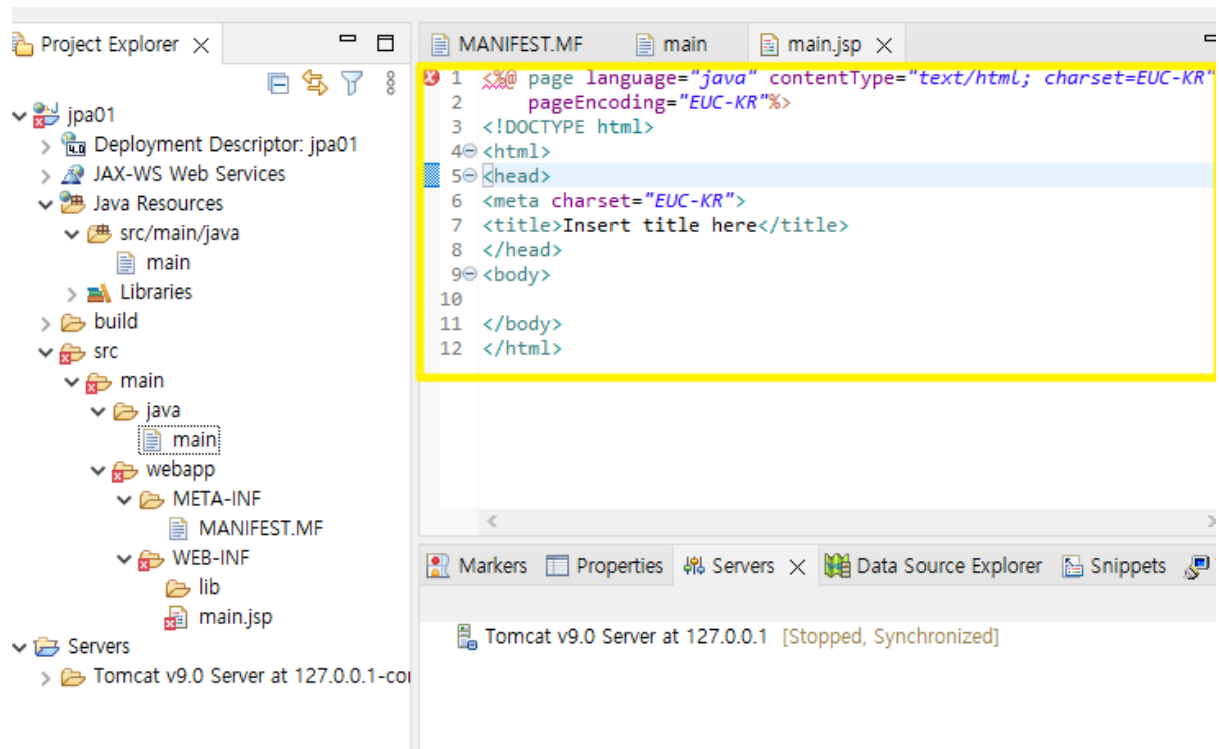 Project Explorer
jpa01
Deployment Descriptor: jpa01
JAX-WS Web Services
Java Resources
src/main/java
main
Libraries
build
src
main
java
main
webapp
META-INF
MANIFEST.MF
WEB-INF
lib
main.jsp
Servers
Tomcat v9.0 Server at 127.0.0.1-co
MANIFEST.MF main main.jsp
1 <%@ page language="java" contentType="text/html; charset=EUC-KR"
2 pageEncoding="EUC-KR"%>
3 <!DOCTYPE html>
4 <html>
5 <head>
6 <meta charset="EUC-KR">
7 <title>Insert title here</title>
8 </head>
9 <body>
10
11 </body>
12 </html>
Markers Properties Servers Data Source Explorer Snippets
Tomcat v9.0 Server at 127.0.0.1 [Stopped, Synchronized]